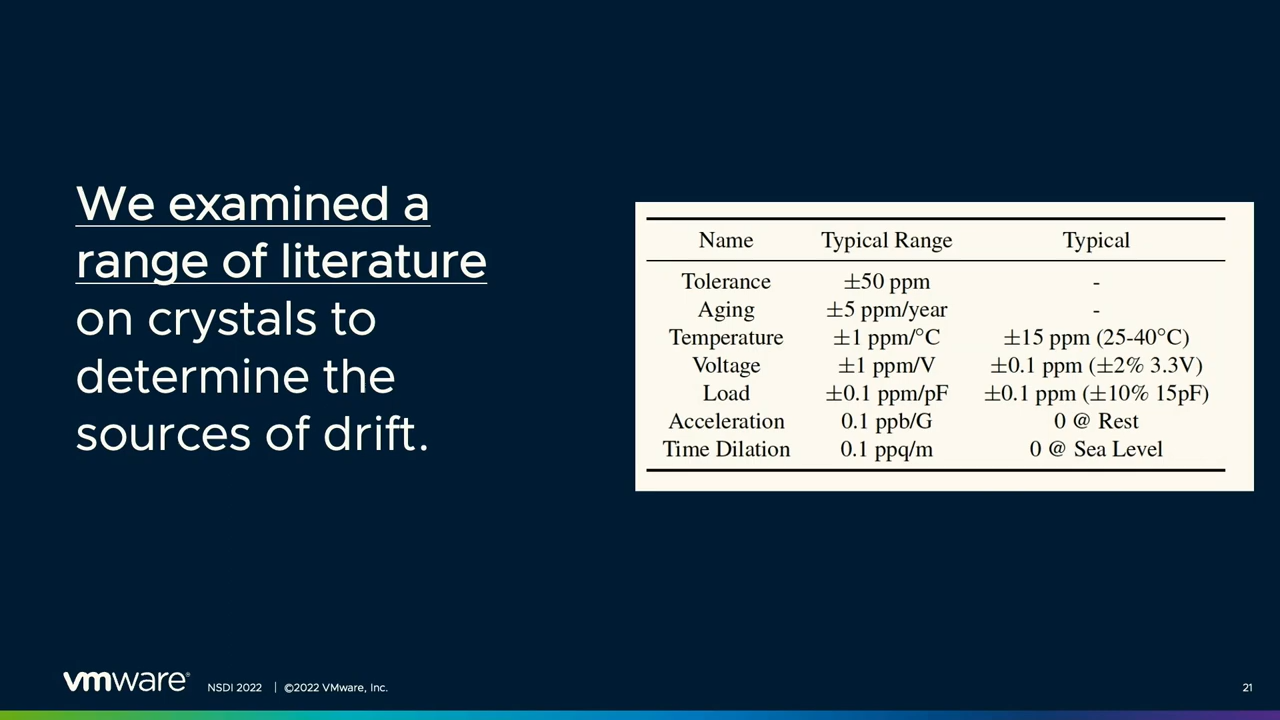 We examined a
range of literature
on crystals to
determine the
sources of drift.
Name Typical Range Typical
Tolerance ±50 ppm -
Aging ±5 ppm/year -
Temperature ±1 ppm/°C ±15 ppm (25-40°C)
Voltage ±1 ppm/V ±0.1 ppm (±2% 3.3V)
Load ±0.1 ppm/pF ±0.1 ppm (±10% 15pF)
Acceleration 0.1 ppb/G 0 @ Rest
Time Dilation 0.1 ppq/m 0 @ Sea Level
vmware® NSDI 2022 | ©2022 VMware, Inc. 21